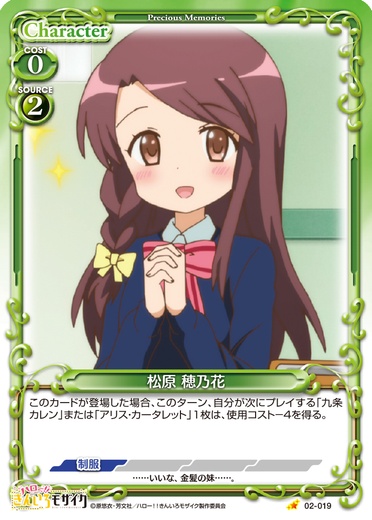 Precious Memories
Character
COST
0
SOURCE
2
松原 穂乃花
このカードが登場した場合、このターン、自分が次にプレイする「九条
カレン」または「アリス・カータレット」1枚は、使用コスト−4を得る。
制服
……いいな、金髪の妹……。
ハロー!!
きんいろモザイク
©原悠衣・芳文社/ハロー!!きんいろモザイク製作委員会
02-019